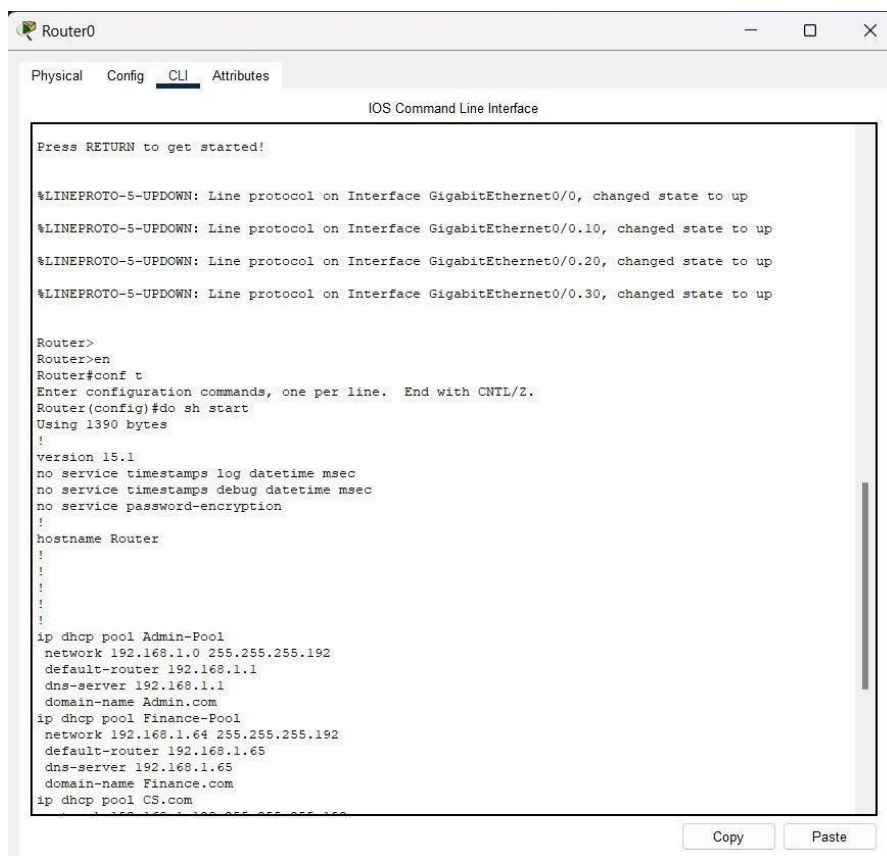 Router0
Physical Config CLI Attributes
IOS Command Line Interface
Press RETURN to get started!
%LINEPROTO-5-UPDOWN: Line protocol on Interface GigabitEthernet0/0, changed state to up
%LINEPROTO-5-UPDOWN: Line protocol on Interface GigabitEthernet0/0.10, changed state to up
%LINEPROTO-5-UPDOWN: Line protocol on Interface GigabitEthernet0/0.20, changed state to up
%LINEPROTO-5-UPDOWN: Line protocol on Interface GigabitEthernet0/0.30, changed state to up
Router>
Router>en
Router#conf t
Enter configuration commands, one per line. End with CNTL/Z.
Router(config)#do sh start
Using 1390 bytes
!
version 15.1
no service timestamps log datetime msec
no service timestamps debug datetime msec
no service password-encryption
!
hostname Router
!
!
!
!
!
ip dhcp pool Admin-Pool
network 192.168.1.0 255.255.255.192
default-router 192.168.1.1
dns-server 192.168.1.1
domain-name Admin.com
ip dhcp pool Finance-Pool
network 192.168.1.64 255.255.255.192
default-router 192.168.1.65
dns-server 192.168.1.65
domain-name Finance.com
ip dhcp pool CS.com
Copy Paste